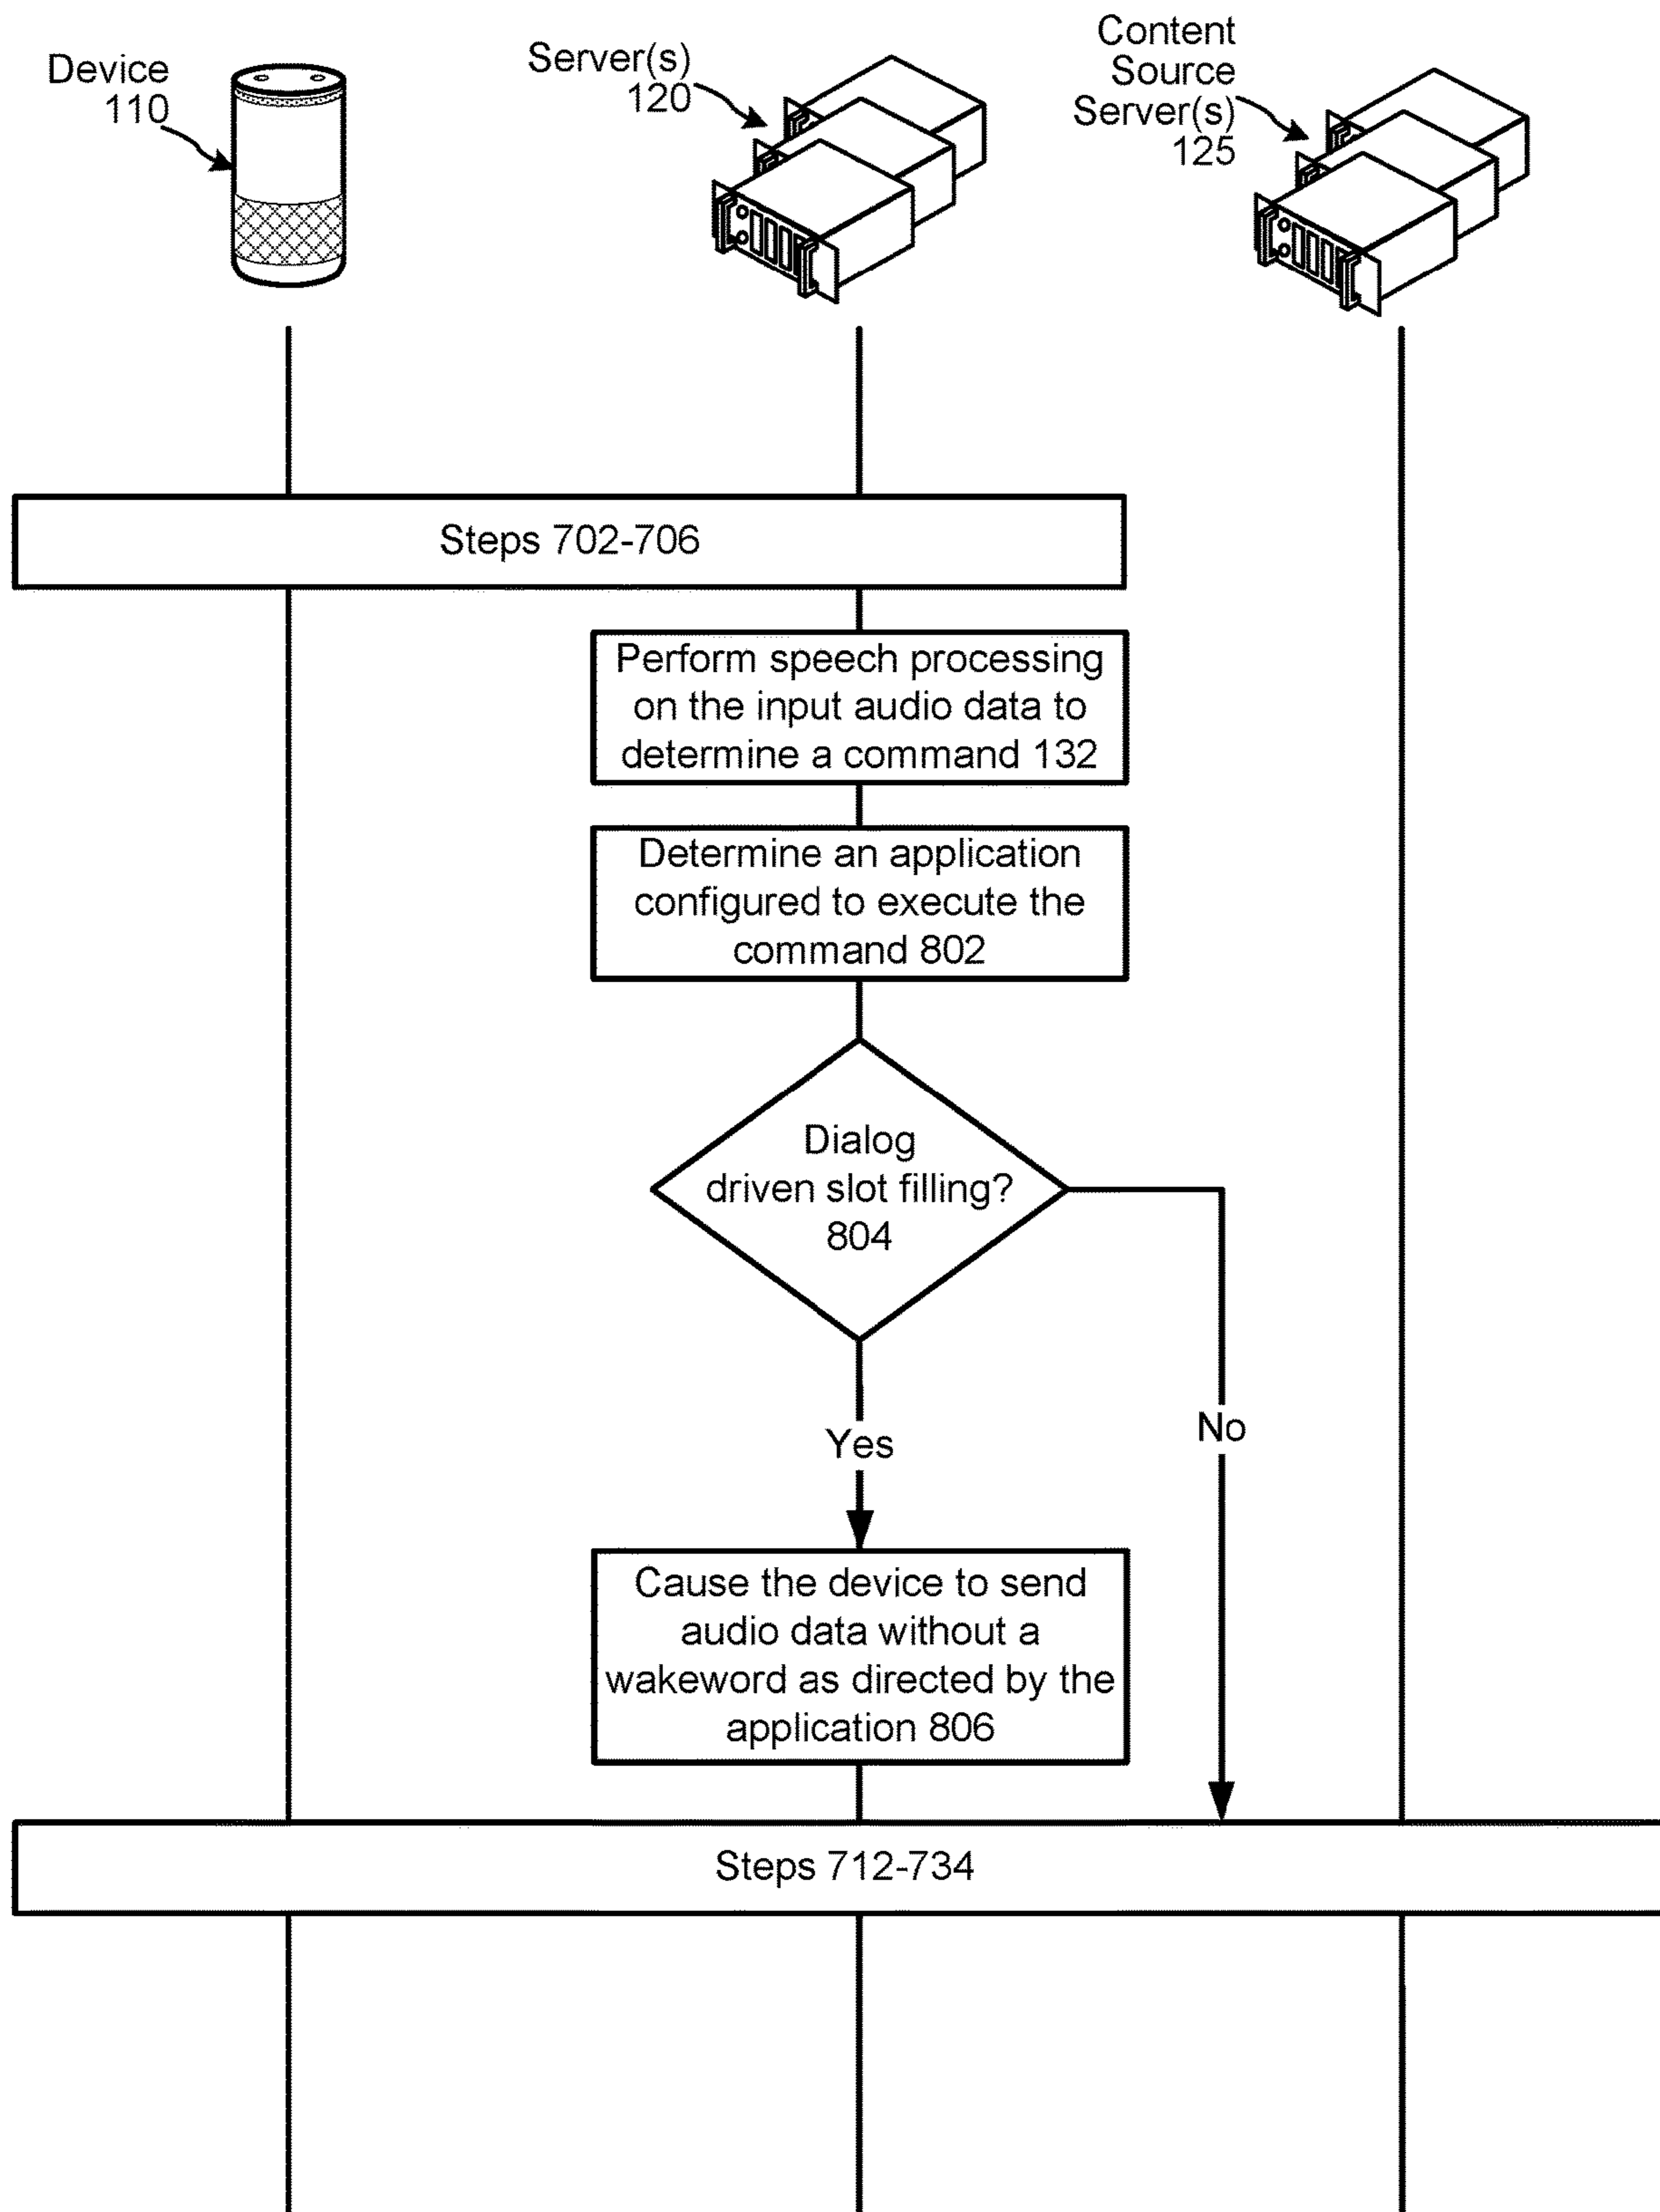 Device
110
Server(s)
120
Content
Source
Server(s)
125
Steps 702-706
Perform speech processing
on the input audio data to
determine a command 132
Determine an application
configured to execute the
command 802
Dialog
driven slot filling?
804
Yes
No
Cause the device to send
audio data without a
wakeword as directed by the
application 806
Steps 712-734